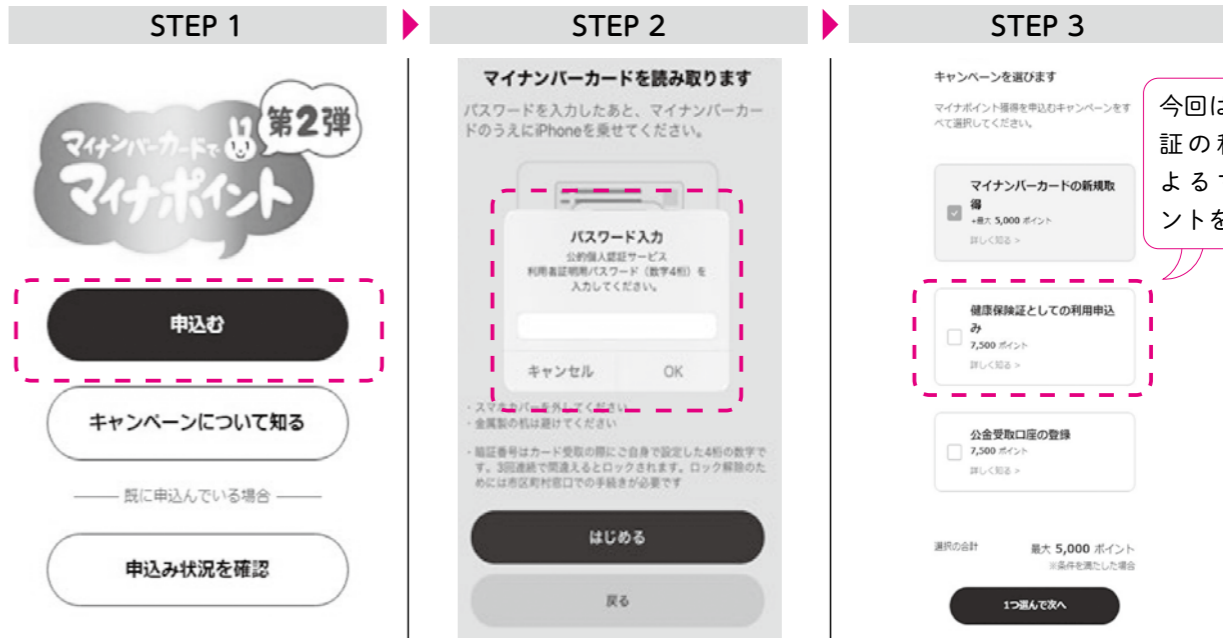 STEP 1
マイナンバーカードで
マイナポイント
第2弾
申込む
キャンペーンについて知る
既に申込んでいる場合
申込み状況を確認
STEP 2
マイナンバーカードを読み取ります
パスワードを入力したあと、マイナンバーカー
ドのうえにiPhoneを乗せてください。
パスワード入力
公的個人認証サービス
利用者証明用パスワード（数字4桁）を
入力してください。
キャンセル
OK
・スマホカバーを外してください
・金属製の机は避けてください
・暗証番号はカード受取の際にご自身で設定した4桁の数字で
す。3回連続で間違えるとロックされます。ロック解除のた
めには市区町村窓口での手続きが必要です
はじめる
戻る
STEP 3
キャンペーンを選びます
マイナポイント獲得を申込むキャンペーンをす
べて選択してください。
マイナンバーカードの新規取
得
+最大 5,000 ポイント
詳しく知る >
健康保険証としての利用申込
み
7,500 ポイント
詳しく知る >
公金受取口座の登録
7,500 ポイント
詳しく知る >
選択の合計
最大 5,000 ポイント
※条件を満たした場合
1つ選んで次へ
今回は
証の
よる
ントを